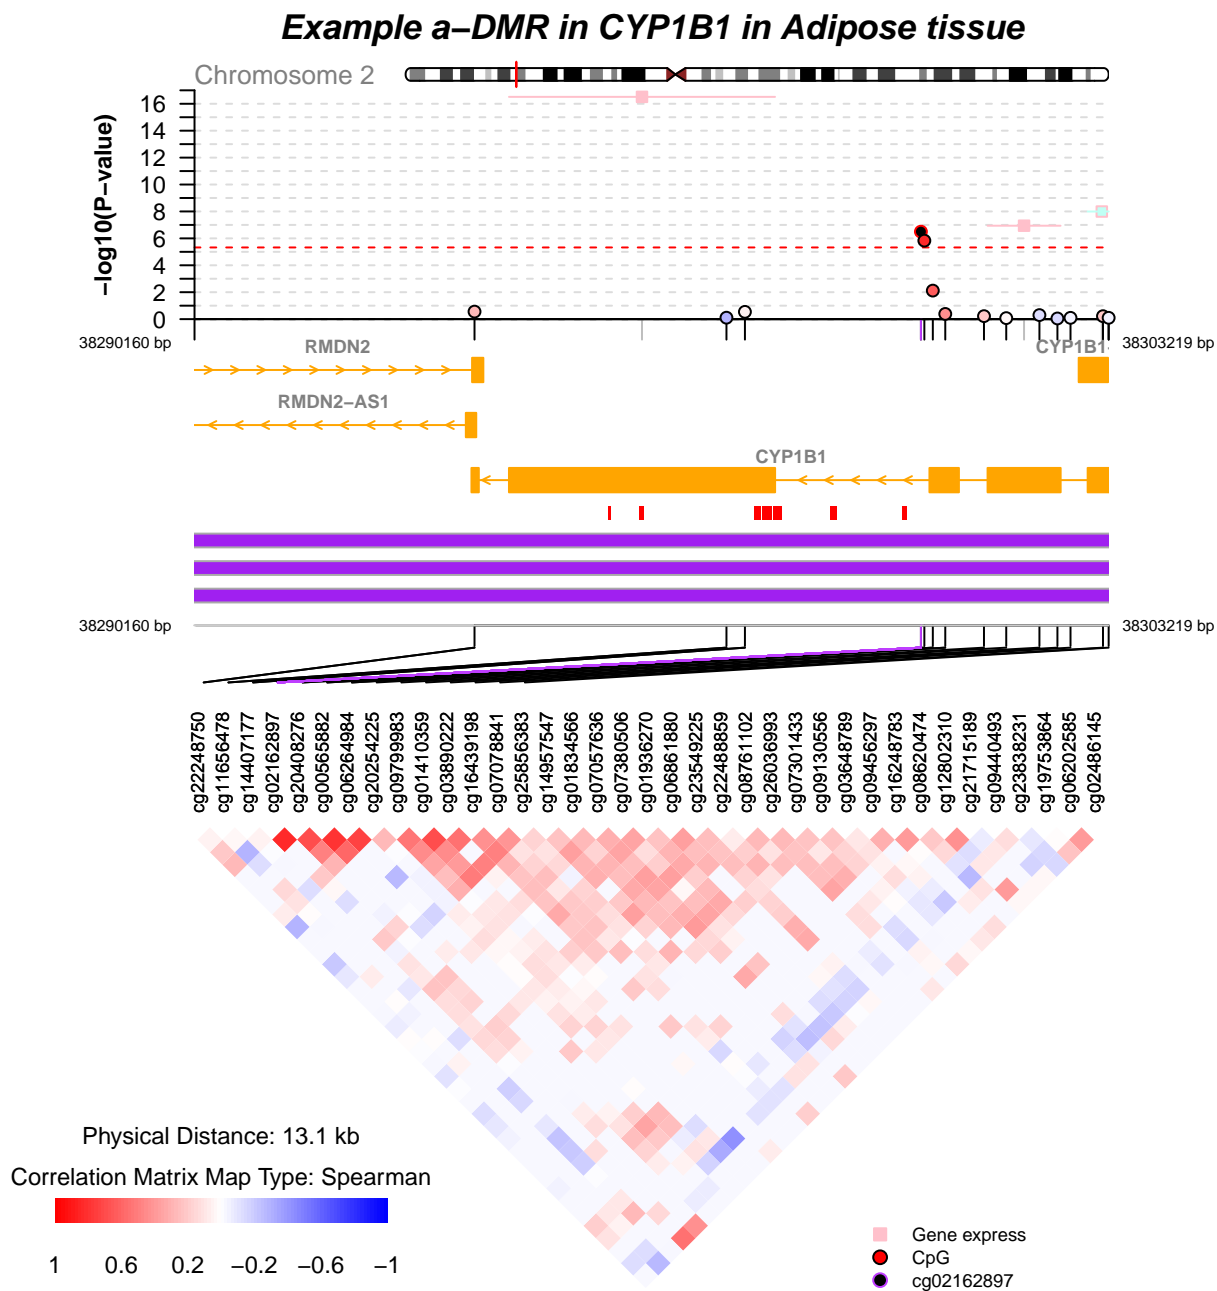 Example a−DMR in CYP1B1 in Adipose tissue
Chromosome 2
−log10(P−value)
16
14
12
10
8
6
4
2
0
38290160 bp
38303219 bp
RMDN2
CYP1B1-
RMDN2−AS1
CYP1B1
38290160 bp
38303219 bp
cg22248750
cg11656478
cg14407177
cg02162897
cg20408276
cg00565882
cg06264984
cg20254225
cg09799983
cg01410359
cg03890222
cg16439198
cg07078841
cg25856383
cg14957547
cg01834566
cg07057636
cg07380506
cg01936270
cg06861880
cg23549225
cg22488859
cg08761102
cg26036993
cg07301433
cg09130556
cg03648789
cg09456297
cg16248783
cg08620474
cg12802310
cg21715189
cg09440493
cg23838231
cg19753864
cg06202585
cg02486145
Physical Distance: 13.1 kb
Correlation Matrix Map Type: Spearman
1 0.6 0.2 −0.2 −0.6 −1
Gene express
CpG
cg02162897